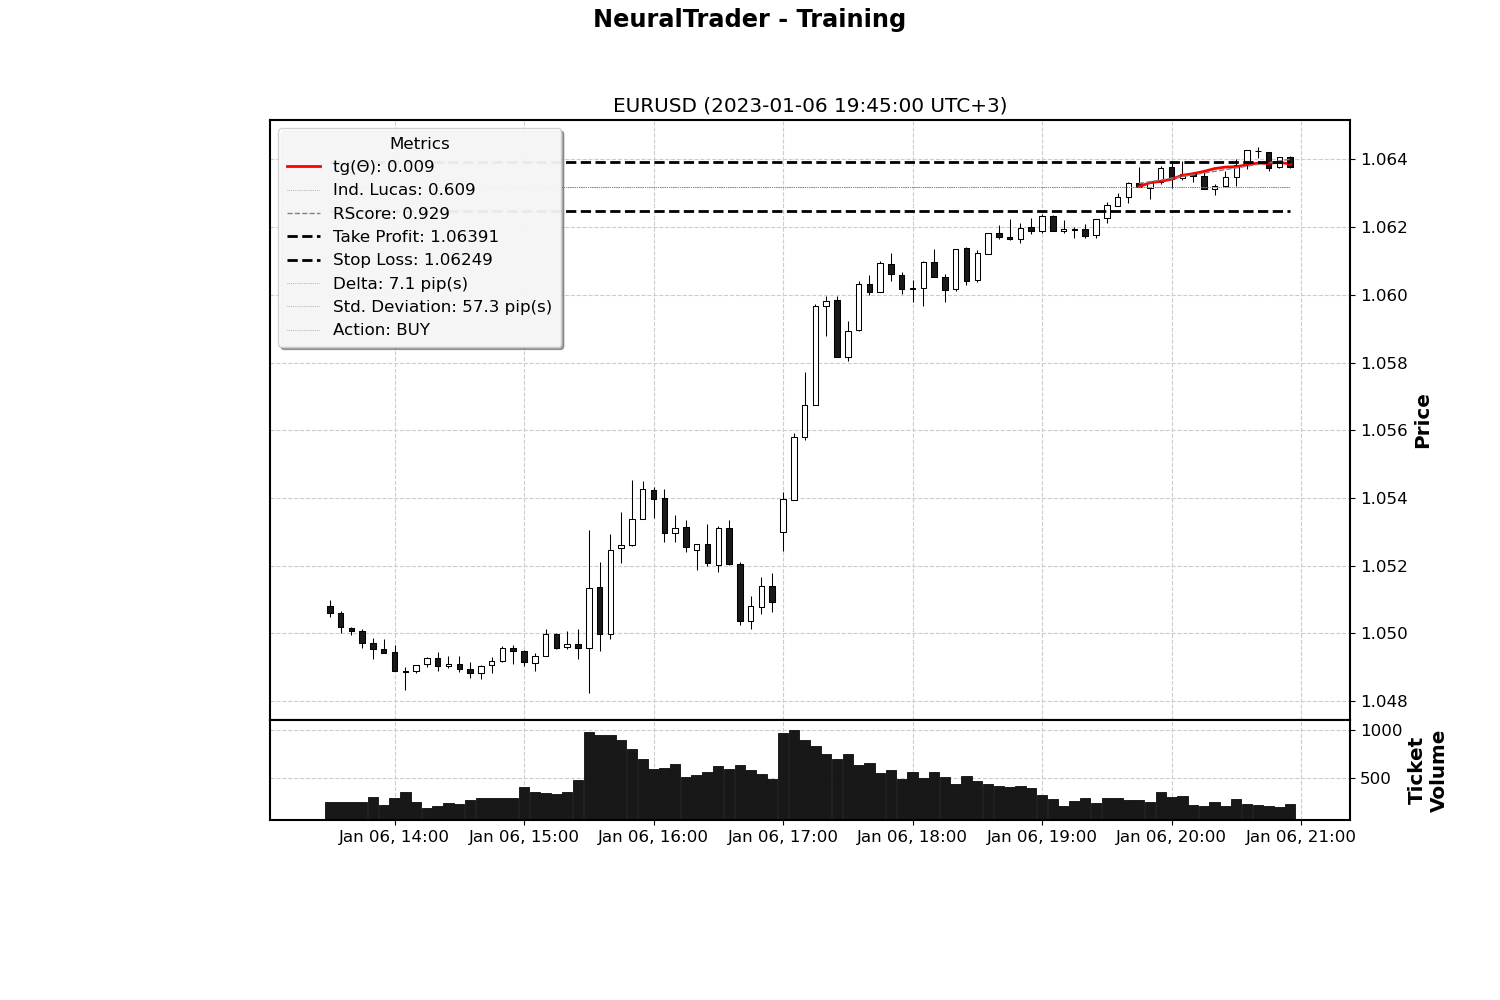 NeuralTrader - Training
EURUSD (2023-01-06 19:45:00 UTC+3)
Metrics
tg(Θ): 0.009
Ind. Lucas: 0.609
RScore: 0.929
Take Profit: 1.06391
Stop Loss: 1.06249
Delta: 7.1 pip(s)
Std. Deviation: 57.3 pip(s)
Action: BUY
1.064
1.062
1.060
1.058
1.056
1.054
1.052
1.050
1.048
Price
1000
500
Ticket
Volume
Jan 06, 14:00 Jan 06, 15:00 Jan 06, 16:00 Jan 06, 17:00 Jan 06, 18:00 Jan 06, 19:00 Jan 06, 20:00 Jan 06, 21:00